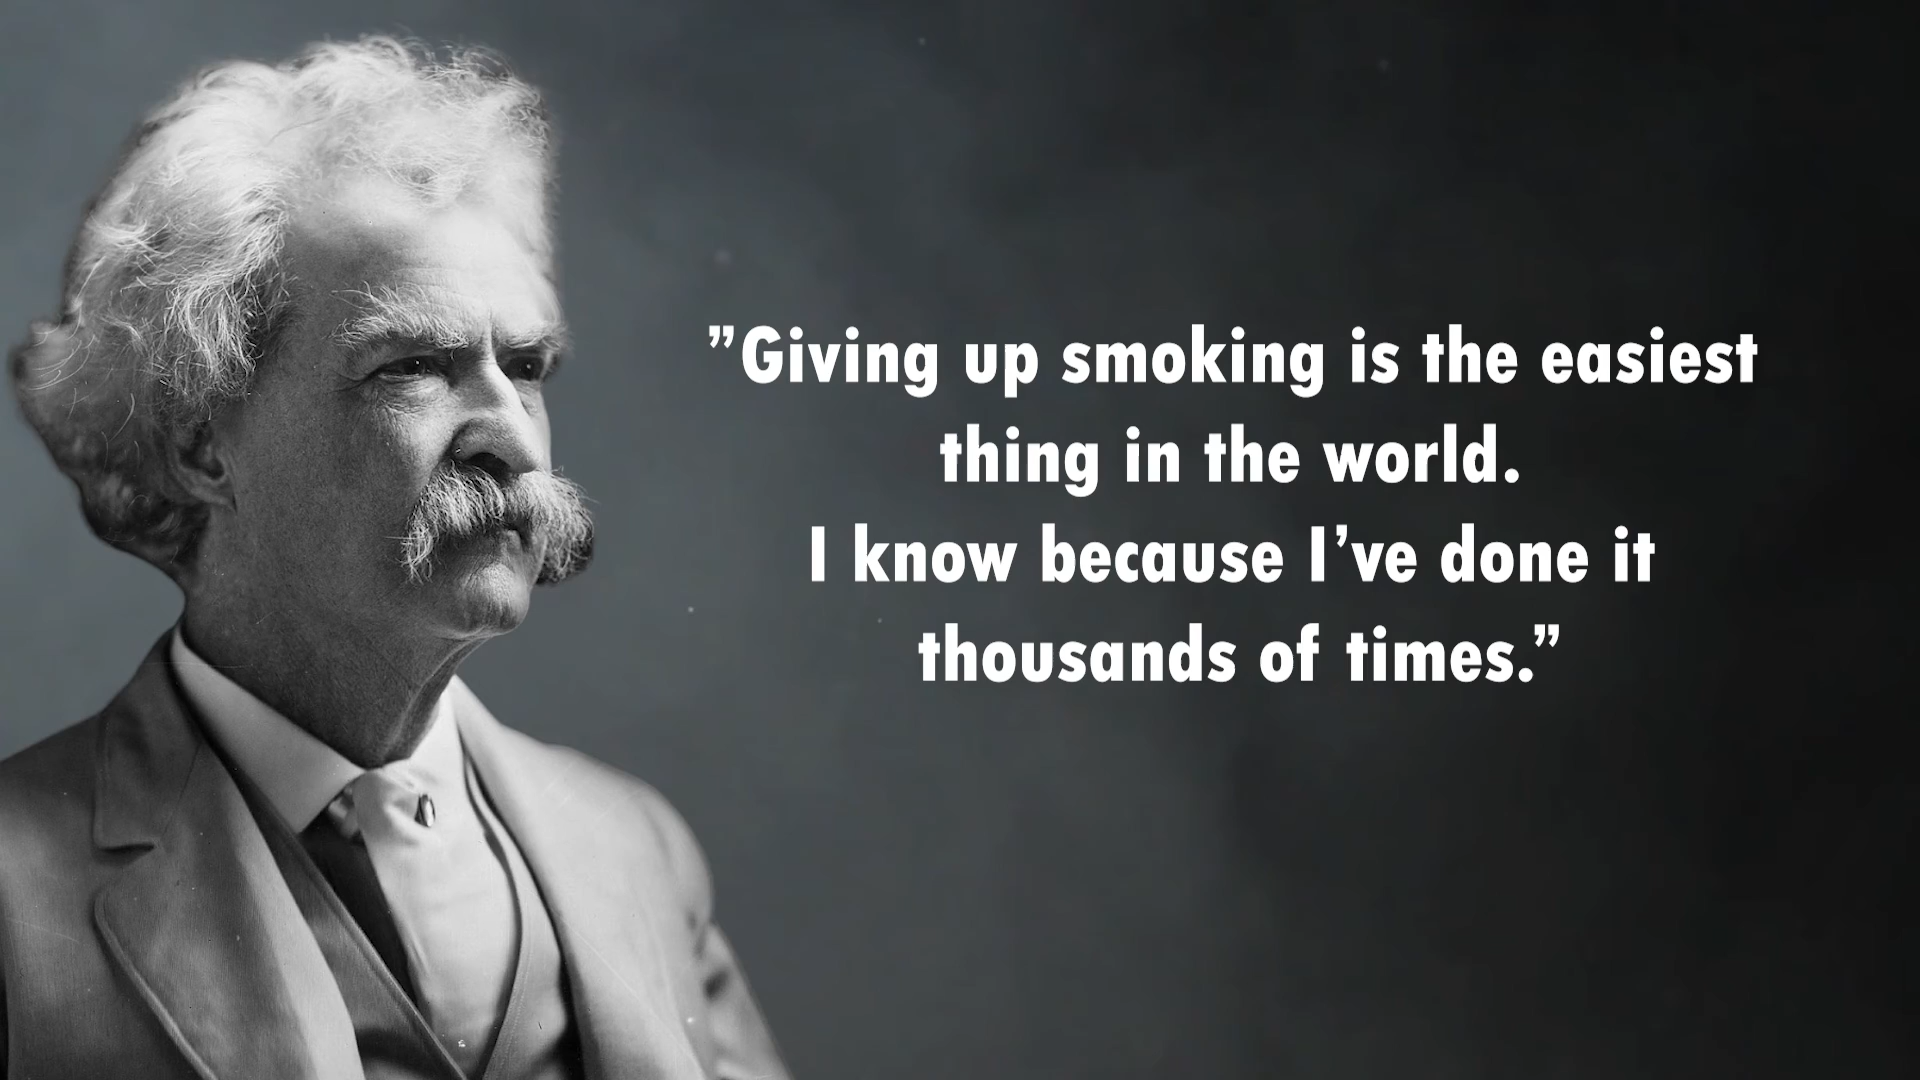 ”Giving up smoking is the easiest
thing in the world.
I know because I’ve done it
thousands of times.”